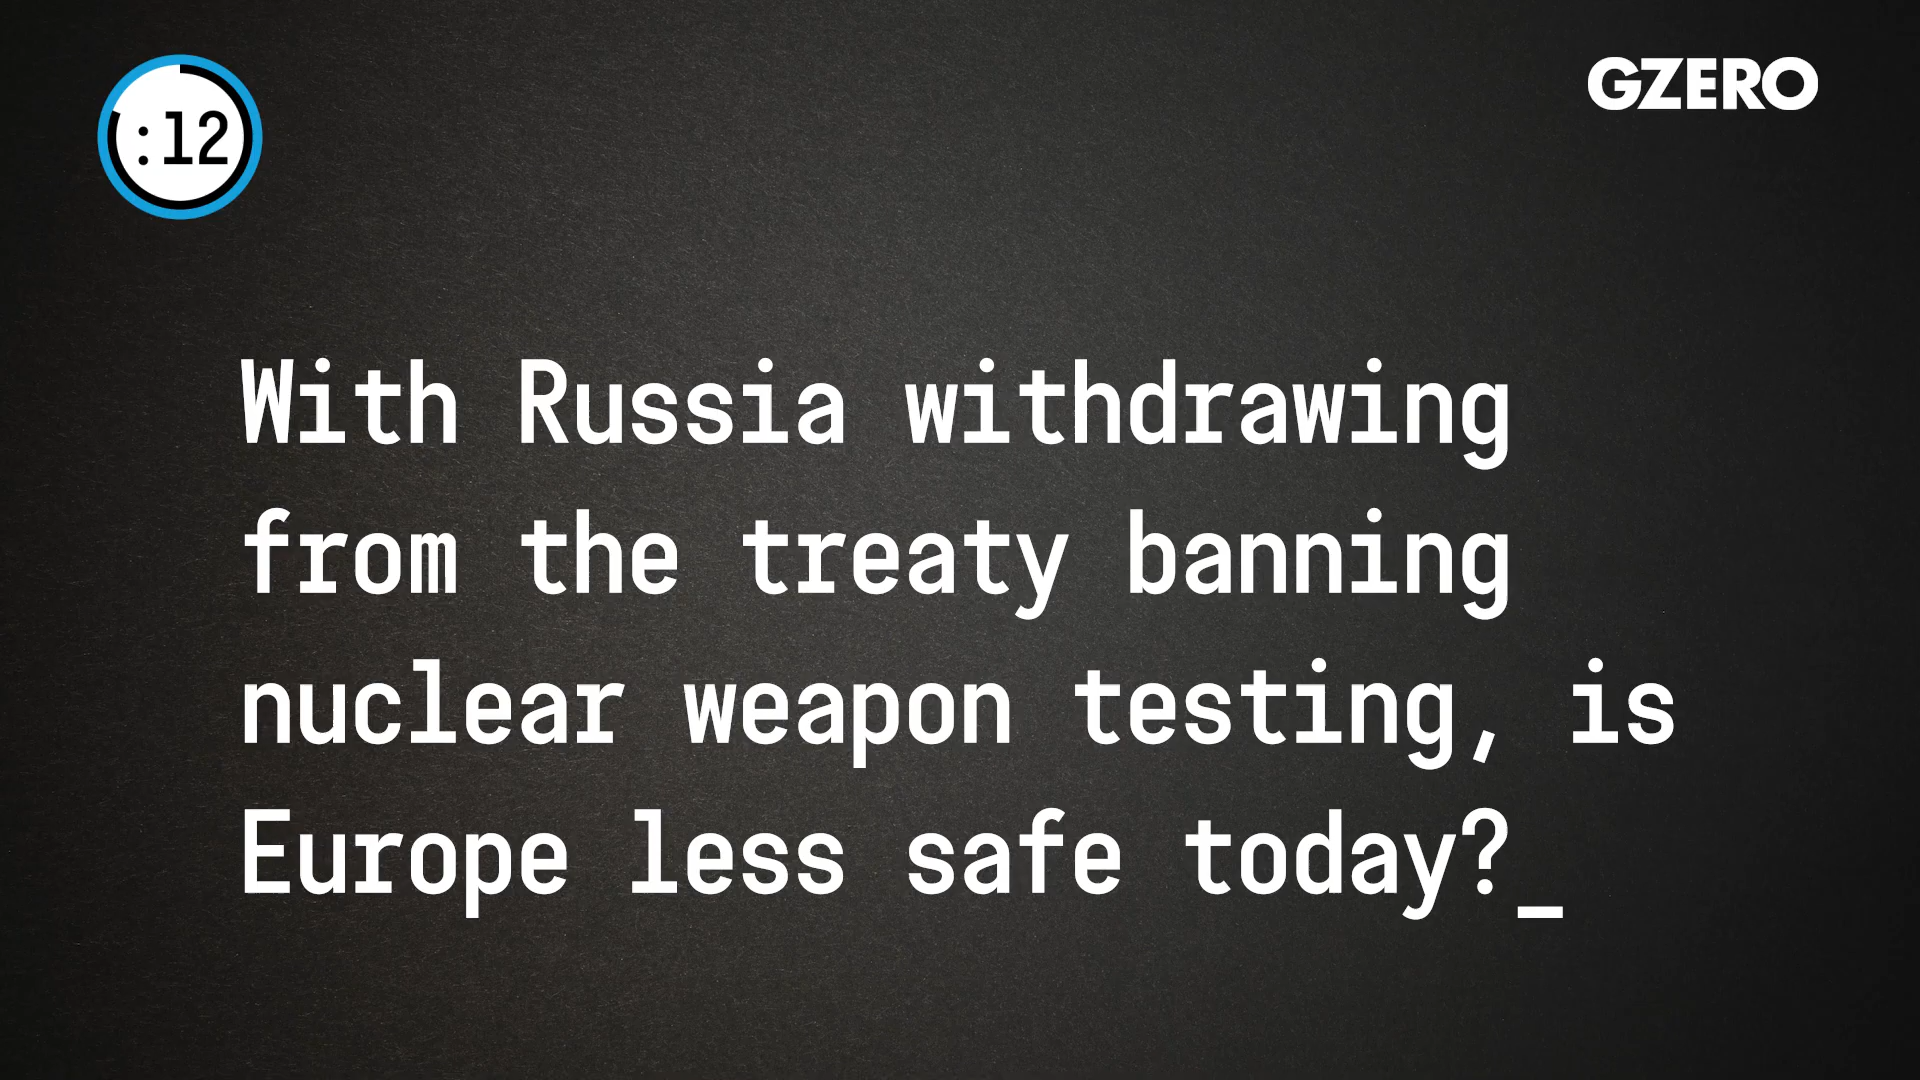 :12
GZERO
With Russia withdrawing
from the treaty banning
nuclear weapon testing, is
Europe less safe today?_